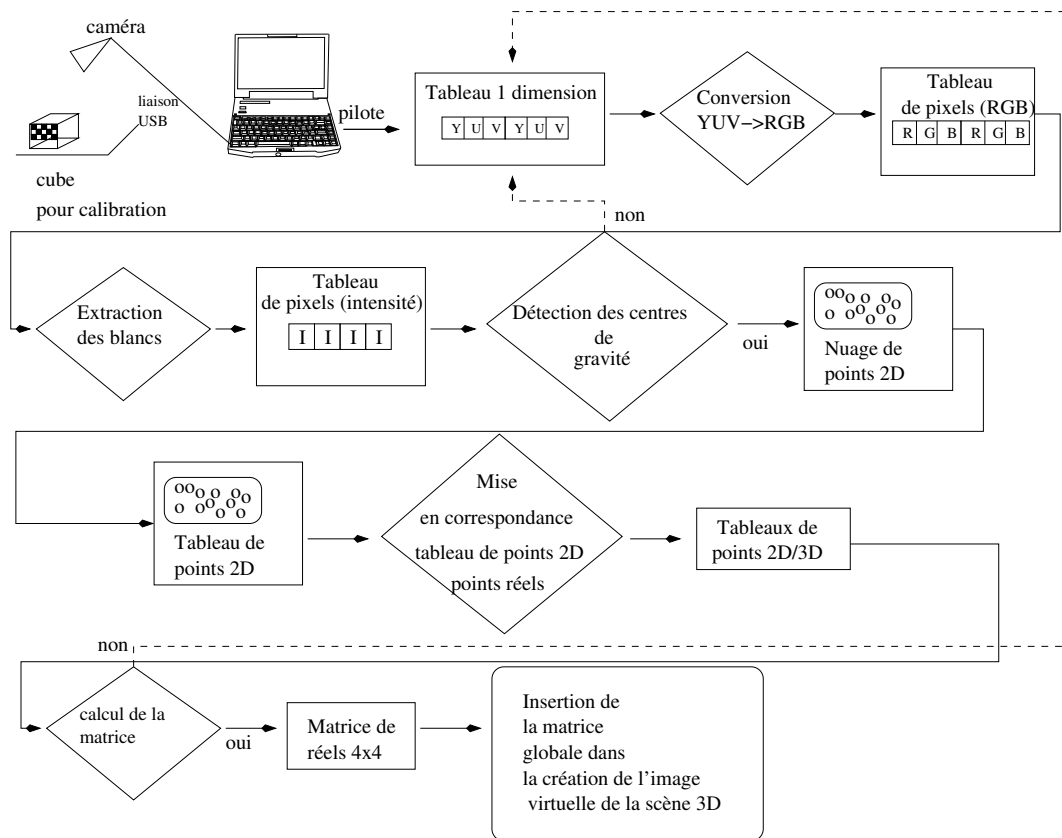 caméra
liaison
USB
cube
pour calibration
pilote
Tableau 1 dimension
Y U V Y U V
Conversion
YUV−>RGB
Tableau
de pixels (RGB)
R G B R G B
non
Extraction
des blancs
Tableau
de pixels (intensité)
I I I I
Détection des centres
de
gravité
oui
Nuage de
points 2D
Tableau de
points 2D
Mise
en correspondance
tableau de points 2D
points réels
Tableaux de
points 2D/3D
non
calcul de la
matrice
oui
Matrice de
réels 4x4
Insertion de
la matrice
globale dans
la création de l’image
virtuelle de la scène 3D